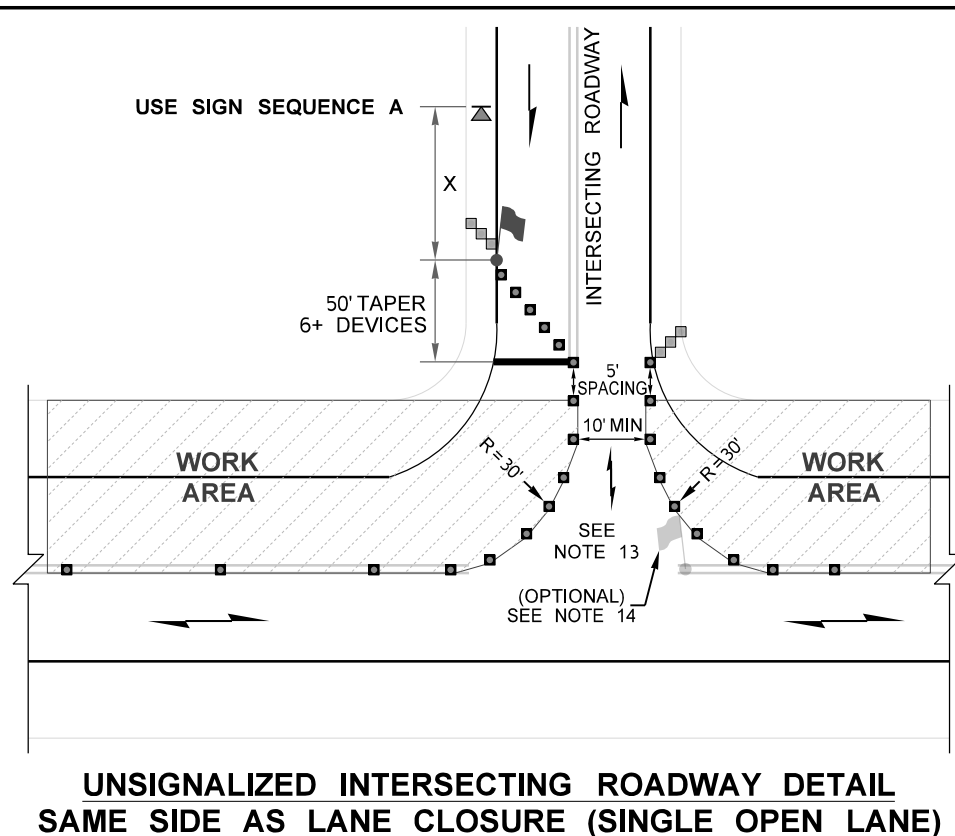 INTERSECTING ROADWAY
USE SIGN SEQUENCE A
X
50' TAPER
6+ DEVICES
5'
SPACING
10' MIN
R = 30'
R = 30'
WORK
AREA
WORK
AREA
SEE
NOTE 13
(OPTIONAL)
SEE NOTE 14
UNSIGNALIZED INTERSECTING ROADWAY DETAIL
SAME SIDE AS LANE CLOSURE (SINGLE OPEN LANE)